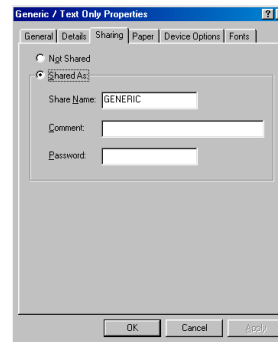 Generic / Text Only Properties
General Details Sharing Paper Device Options Fonts
Not Shared
Shared As:
Share Name: GENERIC
Comment:
Password:
OK Cancel Apply